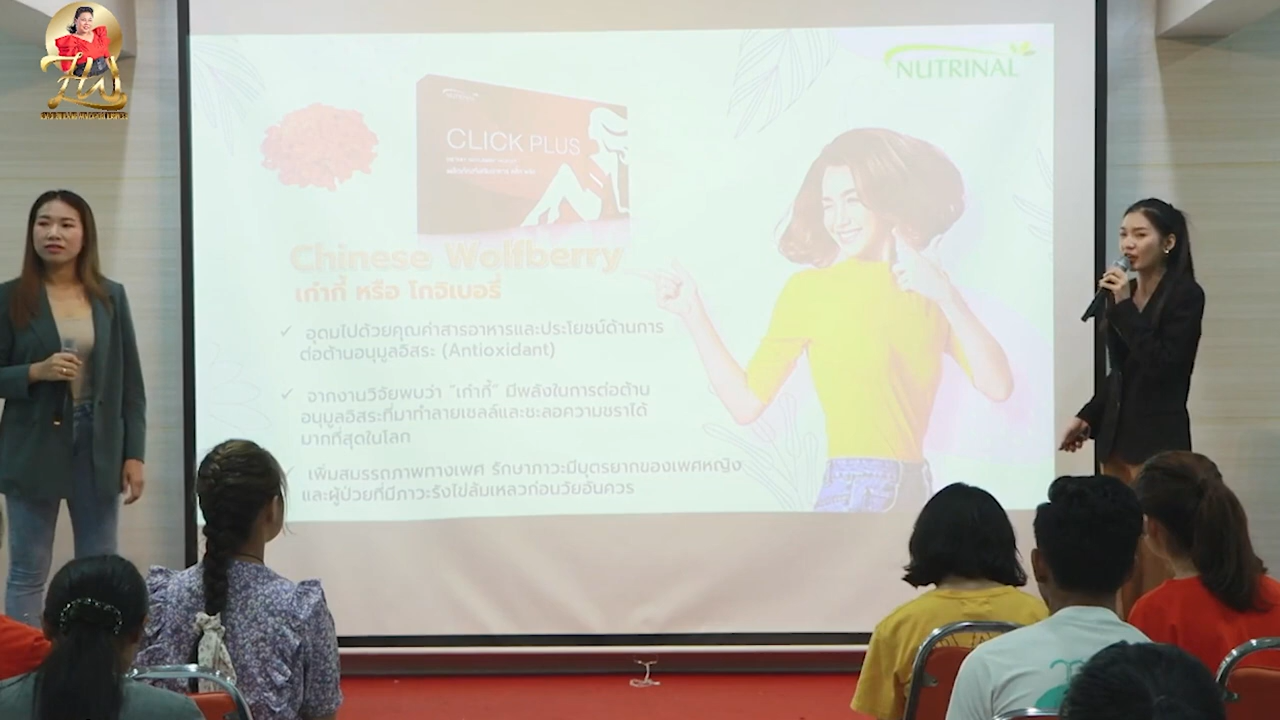 NUTRINAL
CLICK PLUS
Chinese Wolfberry
เก๋ากี้ หรือ โกจิเบอรี่
✓ อุดมไปด้วยคุณค่าสารอาหารและประโยชน์ด้านการ
ต่อต้านอนุมูลอิสระ (Antioxidant)
✓ จากงานวิจัยพบว่า "เก๋ากี้" มีพลังในการต่อต้าน
อนุมูลอิสระที่มาทำลายเซลล์และชะลอความชราได้
มากที่สุดในโลก
✓ เพิ่มสมรรถภาพทางเพศ รักษาภาวะมีบุตรยากของเพศหญิง
และผู้ป่วยที่มีภาวะรังไข่ล้มเหลวก่อนวัยอันควร